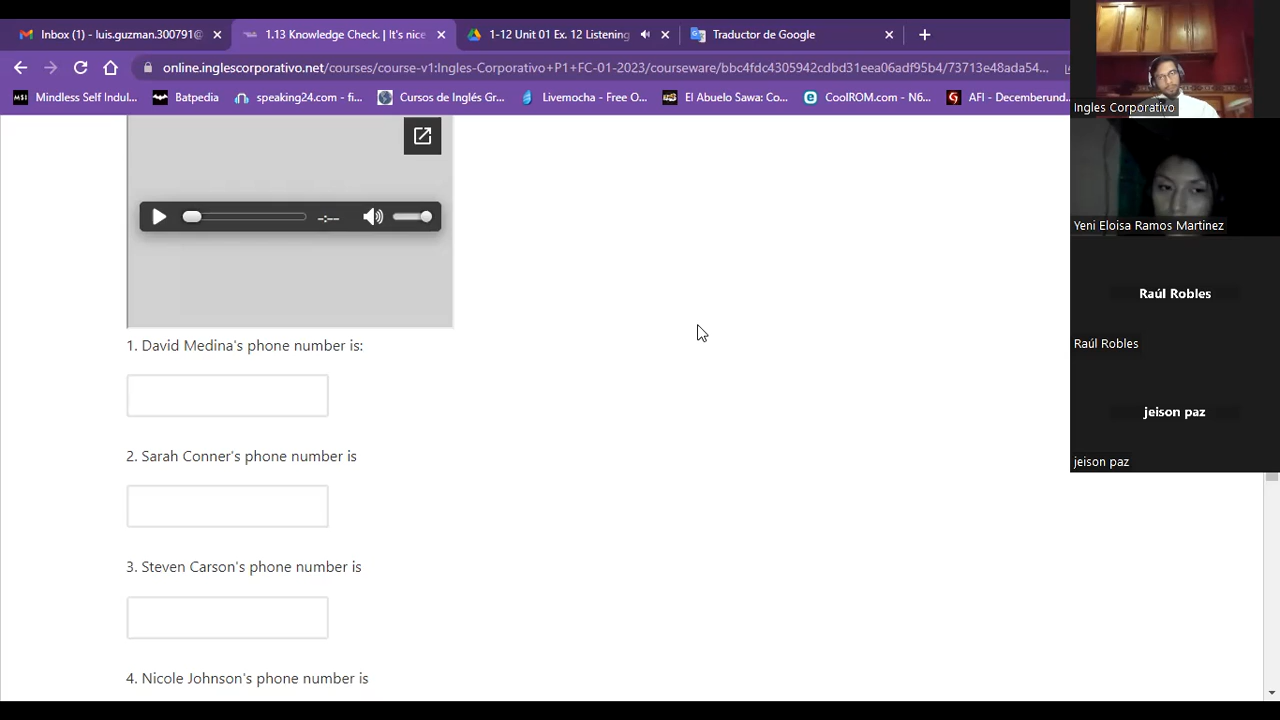 Inbox (1) - luis.guzman.300791@
1.13 Knowledge Check. | It's nice
1-12 Unit 01 Ex. 12 Listening
Traductor de Google
online.inglescorporativo.net/courses/course-v1:Ingles-Corporativo+P1+FC-01-2023/courseware/bbc4fdc4305942cdbd31eea06adf95b4/73713e48ada54...
Mindless Self Indul...
Batpedia
speaking24.com - fi...
Cursos de Inglés Gr...
Livemocha - Free O...
El Abuelo Sawa: Co...
CoolROM.com - N6...
AFI - Decemberund...
Ingles Corporativo
Yeni Eloisa Ramos Martinez
Raúl Robles
Raúl Robles
jeison paz
jeison paz
-:--
1. David Medina's phone number is:
2. Sarah Conner's phone number is
3. Steven Carson's phone number is
4. Nicole Johnson's phone number is